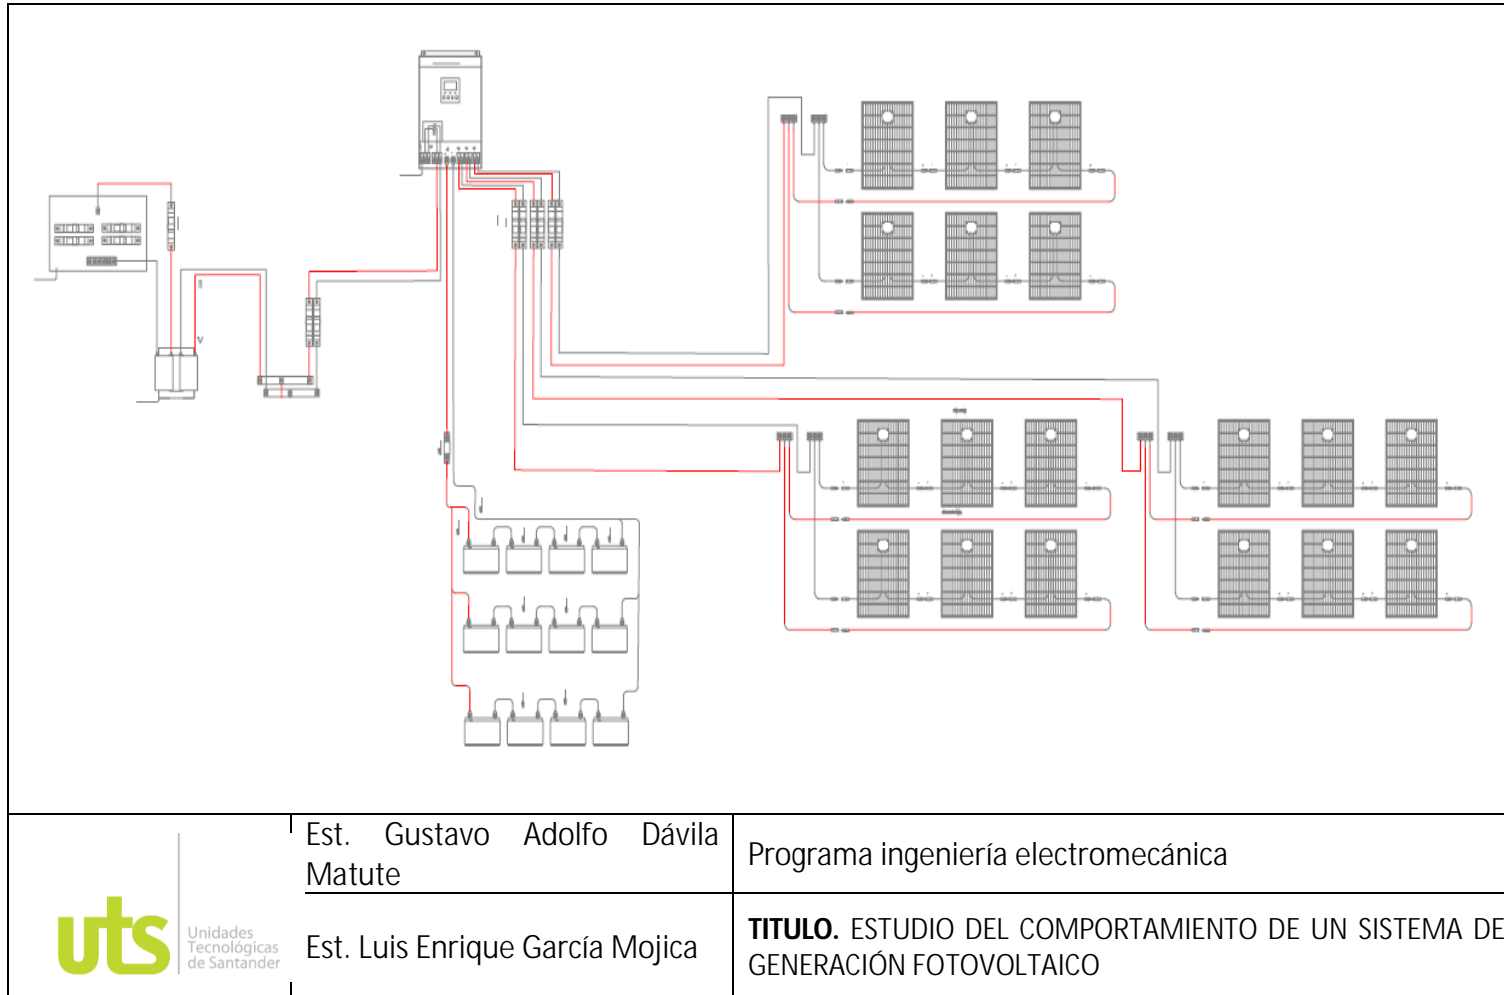 Est. Gustavo Adolfo Dávila
Matute
Programa ingeniería electromecánica
uts
Unidades
Tecnológicas
de Santander
Est. Luis Enrique García Mojica
TITULO. ESTUDIO DEL COMPORTAMIENTO DE UN SISTEMA DE
GENERACIÓN FOTOVOLTAICO